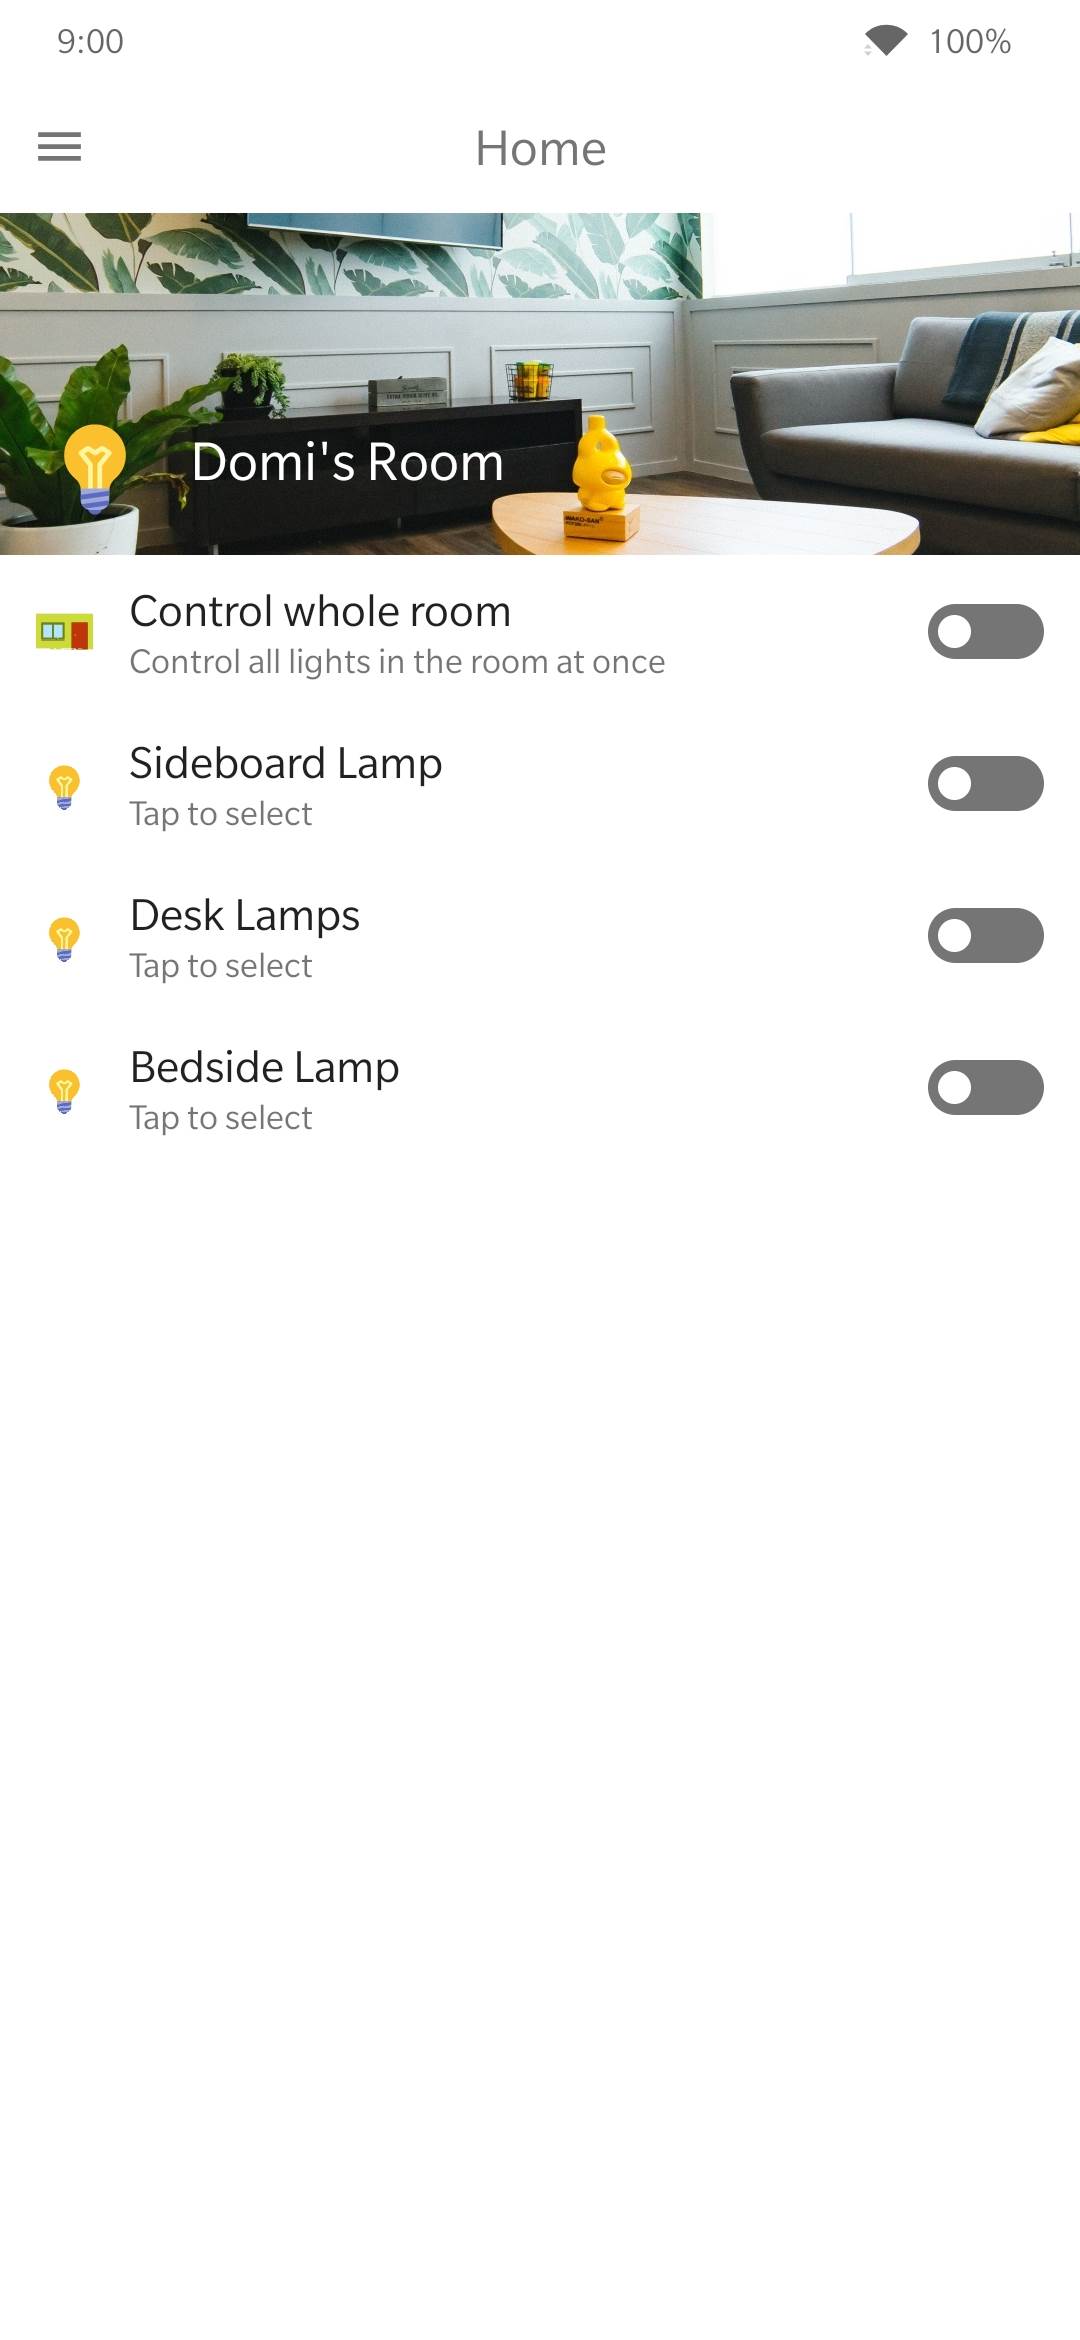 9:00
100%
Home
Domi's Room
Control whole room
Control all lights in the room at once
Sideboard Lamp
Tap to select
Desk Lamps
Tap to select
Bedside Lamp
Tap to select